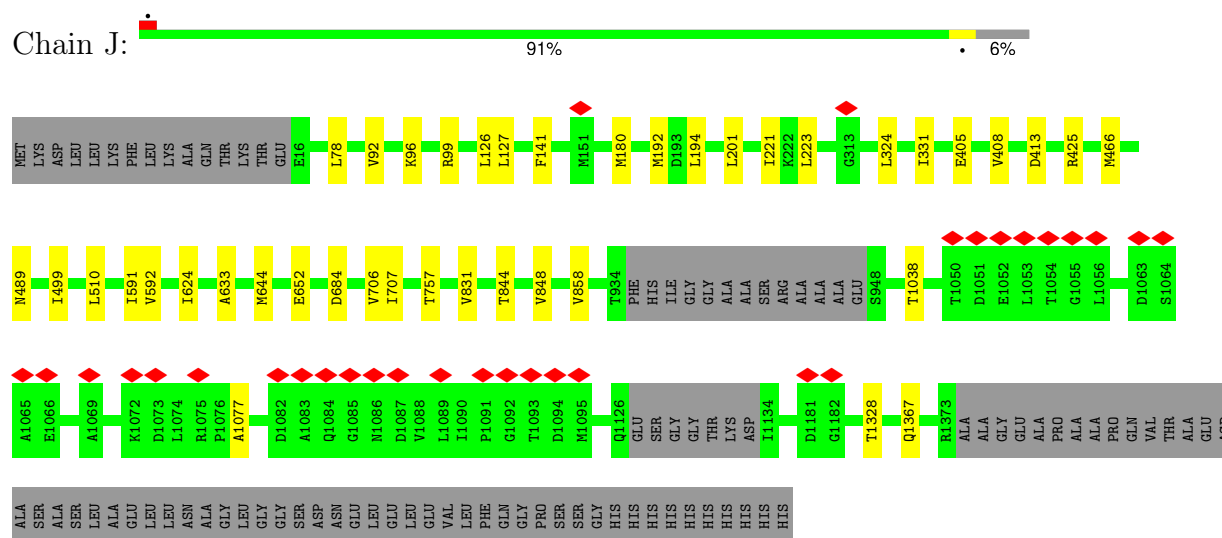 Chain J:
91%
6%
MET LYS ASP LEU LEU LYS PHE LEU LYS ALA GLN THR LYS THR GLU E16 L78 V92 K96 R99 L126 L127 F141 M151 M180 M192 D193 L194 L201 I221 K222 L223 G313 L324 I331 E405 V408 D413 R425 M466
N489 I499 L510 I591 V592 I624 A633 M644 E652 D684 V706 I707 T757 V831 T844 V848 V858 T934 PHE HIS ILE GLY GLY ALA ALA SER ARG ALA ALA ALA GLU S948 T1038 T1050 D1051 E1052 L1053 T1054 G1055 L1056 D1063 S1064
A1065 E1066 A1069 K1072 D1073 L1074 R1075 P1076 A1077 D1082 A1083 Q1084 G1085 N1086 D1087 V1088 L1089 I1090 P1091 G1092 T1093 D1094 M1095 Q1126 GLU SER GLY GLY THR LYS ASP I1134 D1181 G1182 T1328 Q1367 R1373 ALA ALA GLY GLU ALA PRO ALA ALA PRO GLN VAL THR ALA GLU ASP
ALA SER ALA SER LEU ALA GLU LEU LEU ASN ALA GLY LEU GLY GLY SER ASP ASN GLU LEU GLU LEU GLU VAL LEU PHE GLN GLY PRO SER SER GLY HIS HIS HIS HIS HIS HIS HIS HIS HIS HIS